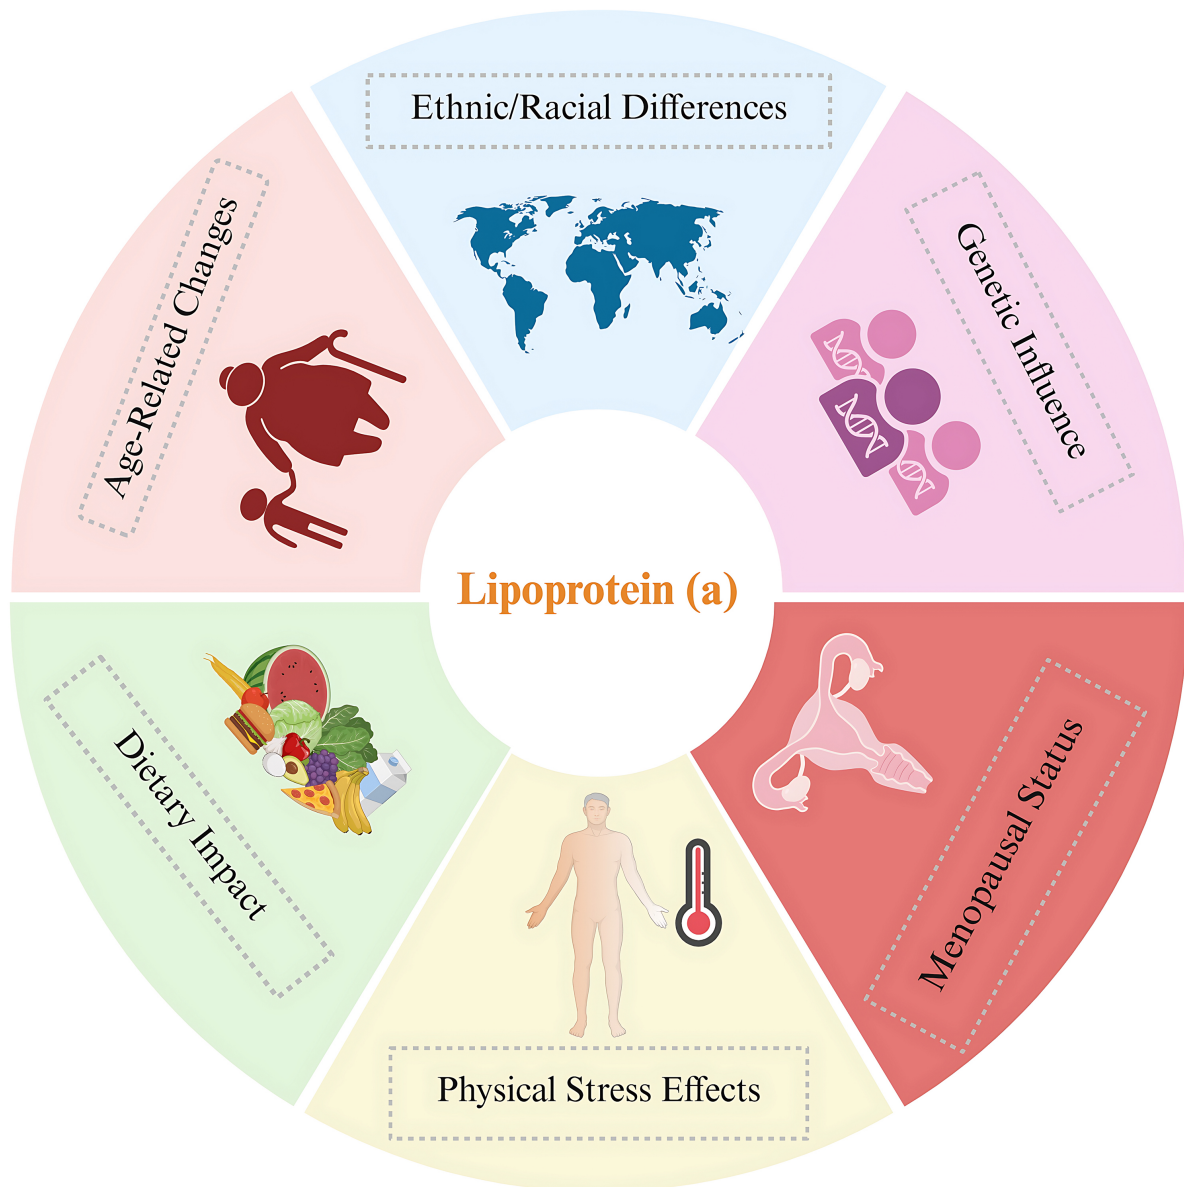 Ethnic/Racial Differences
Genetic Influence
Menopausal Status
Physical Stress Effects
Dietary Impact
Age-Related Changes
Lipoprotein (a)